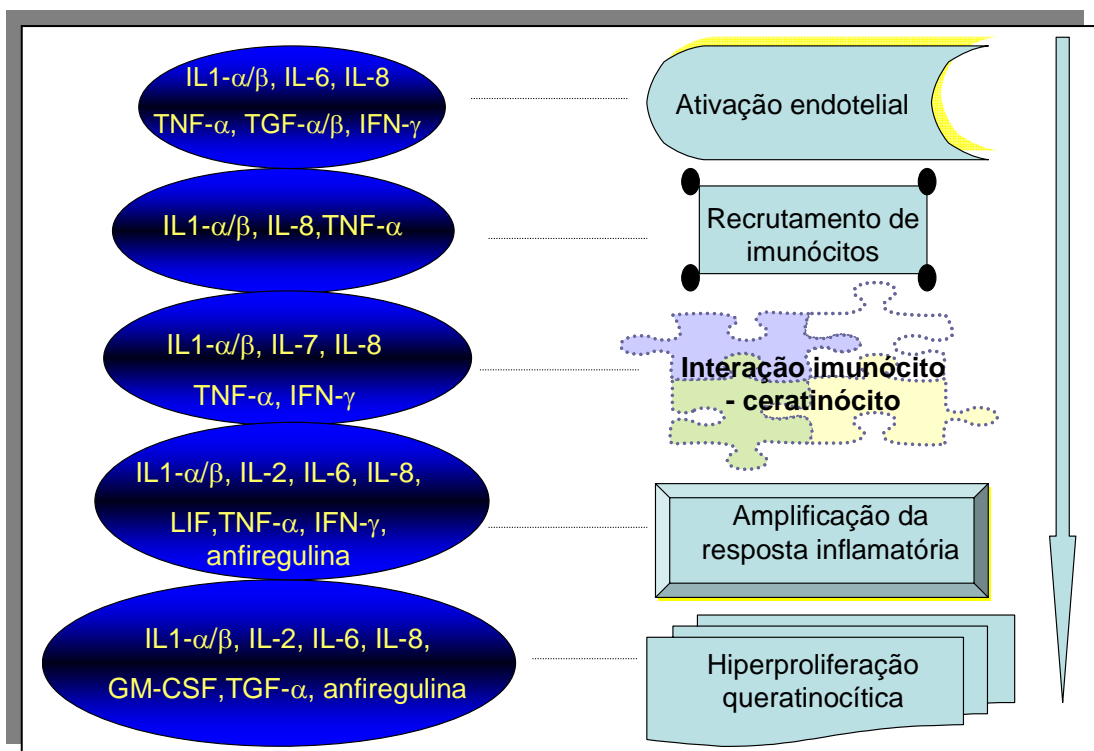 IL1-α/β, IL-6, IL-8
TNF-α, TGF-α/β, IFN-γ
Ativação endotelial
IL1-α/β, IL-8,TNF-α
Recrutamento de
imunócitos
IL1-α/β, IL-7, IL-8
TNF-α, IFN-γ
Interação imunócito
- ceratinócito
IL1-α/β, IL-2, IL-6, IL-8,
LIF,TNF-α, IFN-γ,
anfiregulina
Amplificação da
resposta inflamatória
IL1-α/β, IL-2, IL-6, IL-8,
GM-CSF,TGF-α, anfiregulina
Hiperproliferação
queratinocítica